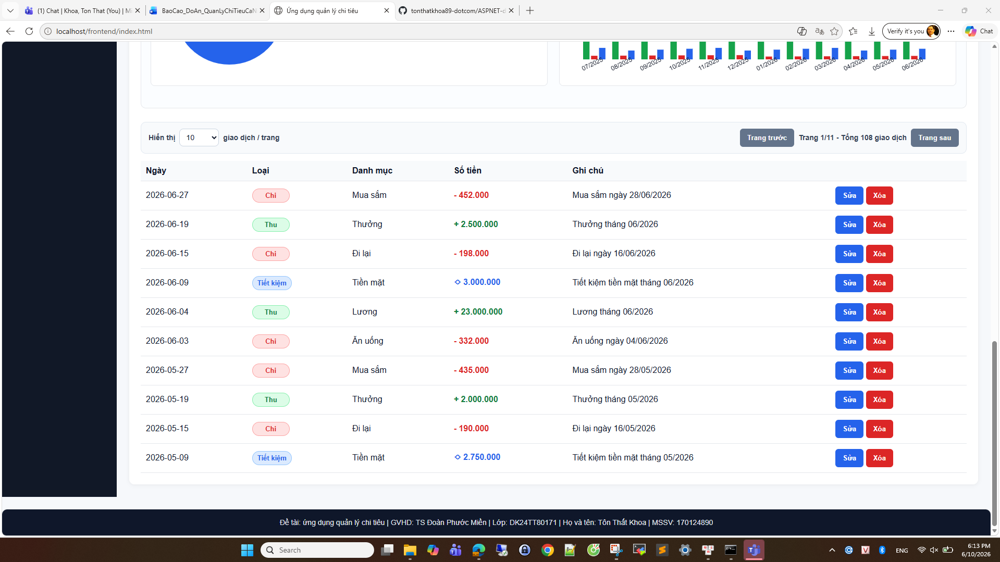 (1) Chat | Khoa, Ton That (You) | Mi
BaoCao_DoAn_QuanLyChiTieuCaN
Ứng dụng quản lý chi tiêu
tonthatkhoa89-dotcom/ASPNET-d
localhost/frontend/index.html
Verify it's you
Chat
07/2025 08/2025 09/2025 10/2025 11/2025 12/2025 01/2026 02/2026 03/2026 04/2026 05/2026 06/2026
Hiển thị 10 giao dịch / trang
Trang trước Trang 1/11 - Tổng 108 giao dịch Trang sau
Ngày Loại Danh mục Số tiền Ghi chú
2026-06-27 Chi Mua sắm - 452.000 Mua sắm ngày 28/06/2026 Sửa Xóa
2026-06-19 Thu Thưởng + 2.500.000 Thưởng tháng 06/2026 Sửa Xóa
2026-06-15 Chi Đi lại - 198.000 Đi lại ngày 16/06/2026 Sửa Xóa
2026-06-09 Tiết kiệm Tiền mặt ◇ 3.000.000 Tiết kiệm tiền mặt tháng 06/2026 Sửa Xóa
2026-06-04 Thu Lương + 23.000.000 Lương tháng 06/2026 Sửa Xóa
2026-06-03 Chi Ăn uống - 332.000 Ăn uống ngày 04/06/2026 Sửa Xóa
2026-05-27 Chi Mua sắm - 435.000 Mua sắm ngày 28/05/2026 Sửa Xóa
2026-05-19 Thu Thưởng + 2.000.000 Thưởng tháng 05/2026 Sửa Xóa
2026-05-15 Chi Đi lại - 190.000 Đi lại ngày 16/05/2026 Sửa Xóa
2026-05-09 Tiết kiệm Tiền mặt ◇ 2.750.000 Tiết kiệm tiền mặt tháng 05/2026 Sửa Xóa
Đề tài: ứng dụng quản lý chi tiêu | GVHD: TS Đoàn Phước Miền | Lớp: DK24TT80171 | Họ và tên: Tôn Thất Khoa | MSSV: 170124890
Search
ENG
6:13 PM
6/10/2026